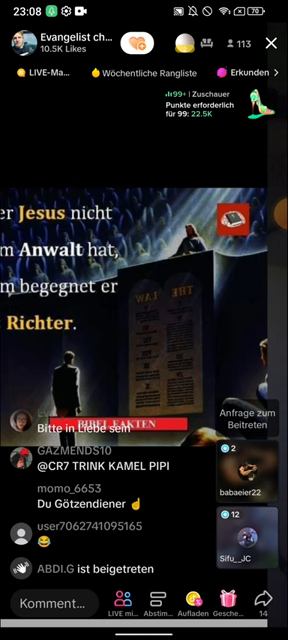 23:08
70
Evangelist ch...
10.5K Likes
113
LIVE-Ma...
Wöchentliche Rangliste
Erkunden
99+ | Zuschauer
Punkte erforderlich
für 99: 22.5K
er Jesus nicht
m Anwalt hat,
m begegnet er
Richter.
THE LAW
BIBEL FAKTEN
Bitte in Liebe sein
Anfrage zum
Beitreten
GAZMENDS10
@CR7 TRINK KAMEL PIPI
2
babaeier22
momo_6653
Du Götzendiener ☝
12
user7062741095165
😂
Sifu__JC
ABDI.G ist beigetreten
Komment...
LIVE mi...
Abstim...
Aufladen
Gesche...
14